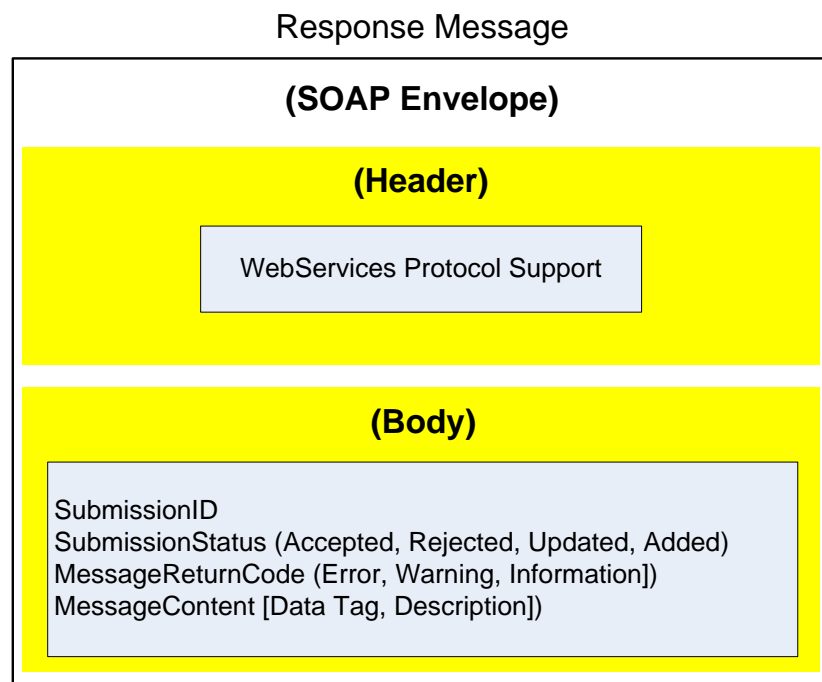 Response Message
(SOAP Envelope)
(Header)
WebServices Protocol Support
(Body)
SubmissionID
SubmissionStatus (Accepted, Rejected, Updated, Added)
MessageReturnCode (Error, Warning, Information])
MessageContent [Data Tag, Description])